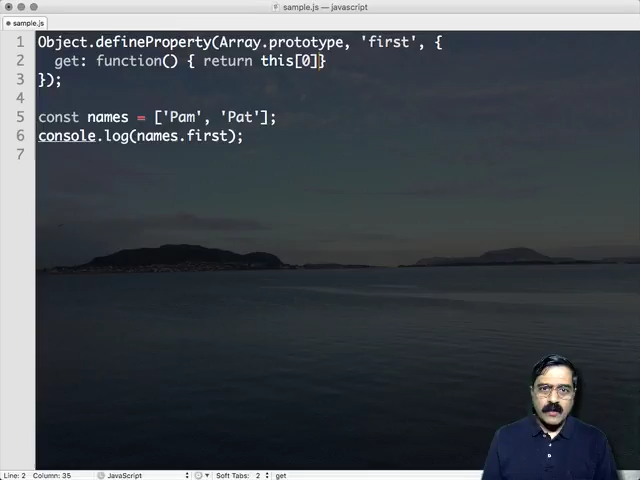 sample.js — javascript
sample.js
1 Object.defineProperty(Array.prototype, 'first', {
2   get: function() { return this[0]}
3 });
4
5 const names = ['Pam', 'Pat'];
6 console.log(names.first);
7
Line: 2 Column: 35 JavaScript Soft Tabs: 2 get